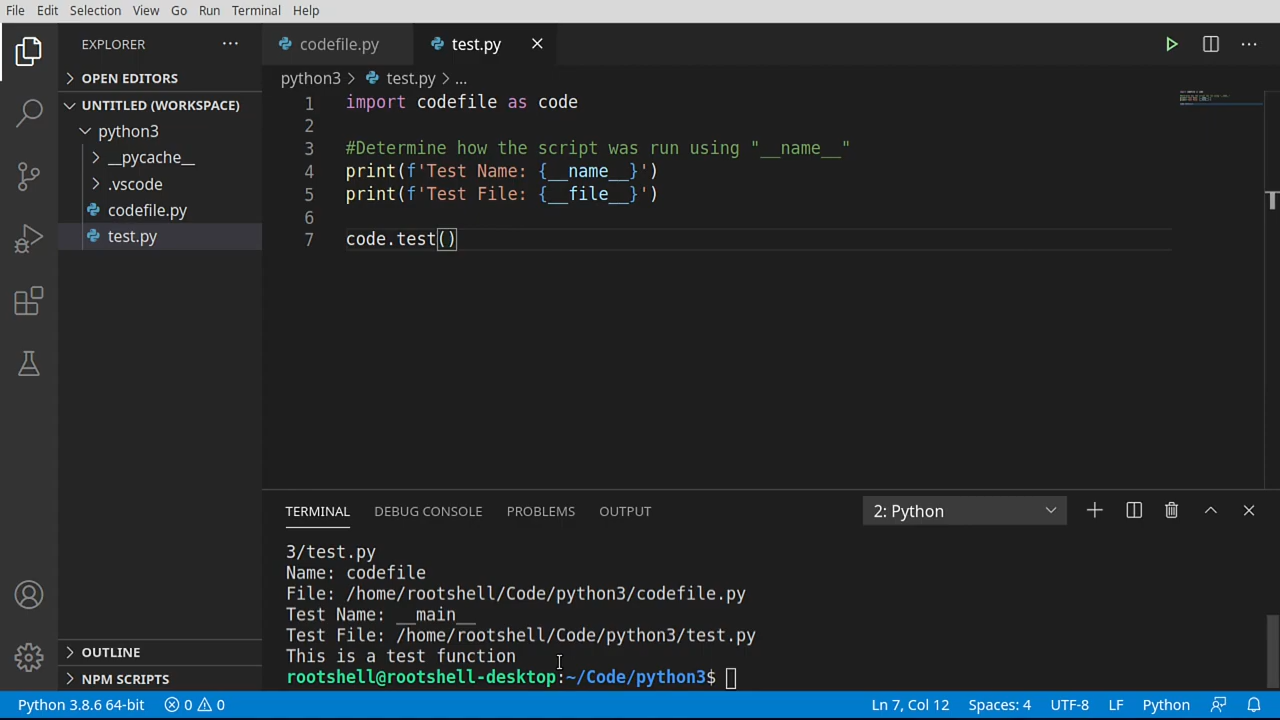 File Edit Selection View Go Run Terminal Help
EXPLORER ...
OPEN EDITORS
UNTITLED (WORKSPACE)
python3
__pycache__
.vscode
codefile.py
test.py
OUTLINE
NPM SCRIPTS
codefile.py test.py
python3 > test.py > ...
1 import codefile as code
2
3 #Determine how the script was run using "__name__"
4 print(f'Test Name: {__name__}')
5 print(f'Test File: {__file__}')
6
7 code.test()
TERMINAL DEBUG CONSOLE PROBLEMS OUTPUT 2: Python
3/test.py
Name: codefile
File: /home/rootshell/Code/python3/codefile.py
Test Name: __main__
Test File: /home/rootshell/Code/python3/test.py
This is a test function
rootshell@rootshell-desktop:~/Code/python3$
Python 3.8.6 64-bit 0 0 Ln 7, Col 12 Spaces: 4 UTF-8 LF Python